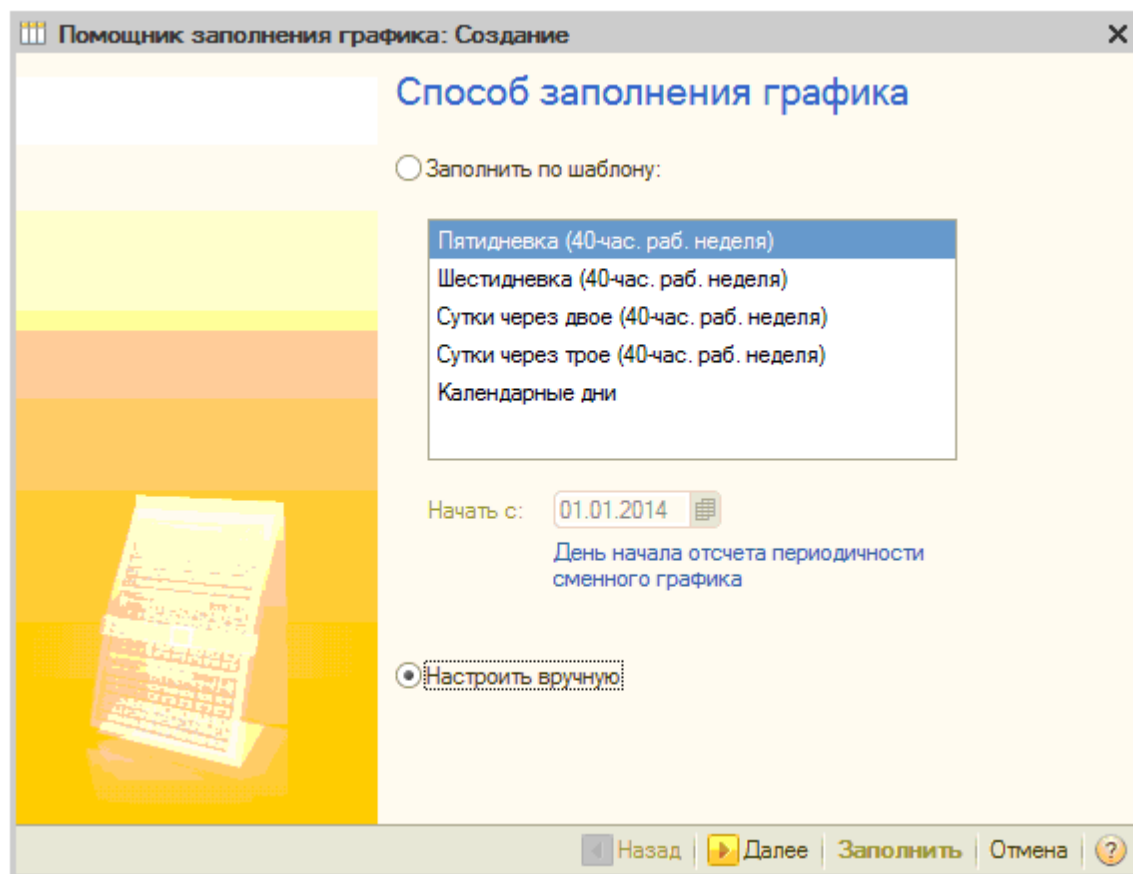 Помощник заполнения графика: Создание
Способ заполнения графика
Заполнить по шаблону:
Пятидневка (40-час. раб. неделя)
Шестидневка (40-час. раб. неделя)
Сутки через двое (40-час. раб. неделя)
Сутки через трое (40-час. раб. неделя)
Календарные дни
Начать с: 01.01.2014
День начала отсчета периодичности
сменного графика
Настроить вручную
Назад Далее Заполнить Отмена ?